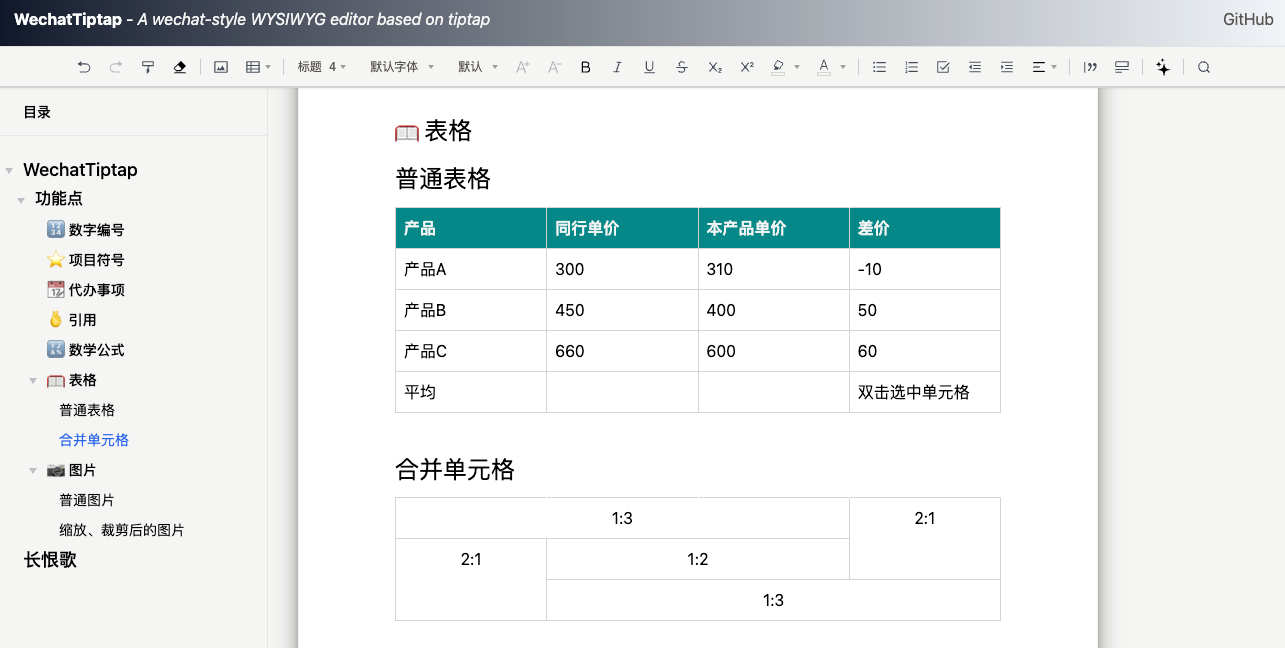 WechatTiptap - A wechat-style WYSIWYG editor based on tiptap
GitHub
标题 4
默认字体
默认
A+
A-
B
I
U
S
X₂
X²
A
目录
WechatTiptap
功能点
🔢 数字编号
⭐ 项目符号
📆 代办事项
引用
🔢 数学公式
表格
普通表格
合并单元格
📷 图片
普通图片
缩放、裁剪后的图片
长恨歌
表格
普通表格
产品 同行单价 本产品单价 差价
产品A 300 310 -10
产品B 450 400 50
产品C 660 600 60
平均 双击选中单元格
合并单元格
1:3 2:1
2:1 1:2
1:3